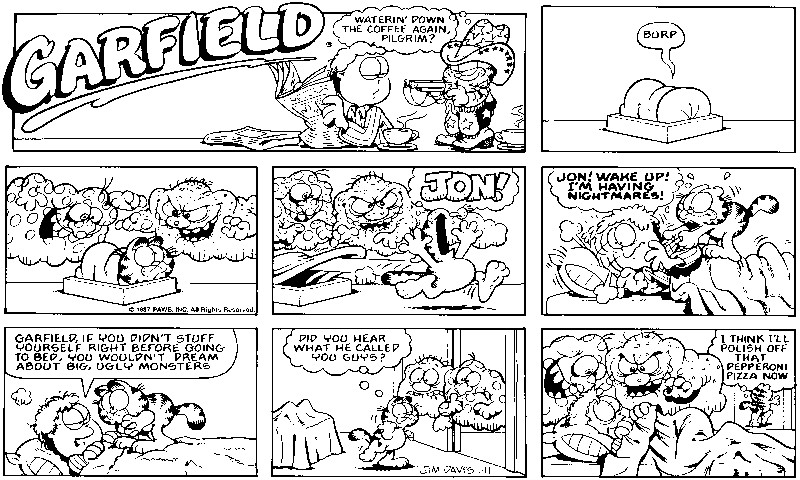 GARFIELD
WATERIN' DOWN
THE COFFEE AGAIN,
PILGRIM?
BURP
© 1987 PAWS, INC. All Rights Reserved.
JON!
JON! WAKE UP!
I'M HAVING
NIGHTMARES!
GARFIELD, IF YOU DIDN'T STUFF
YOURSELF RIGHT BEFORE GOING
TO BED, YOU WOULDN'T DREAM
ABOUT BIG, UGLY MONSTERS
DID YOU HEAR
WHAT HE CALLED
YOU GUYS?
JIM DAVIS
I THINK I'LL
POLISH OFF
THAT
PEPPERONI
PIZZA NOW